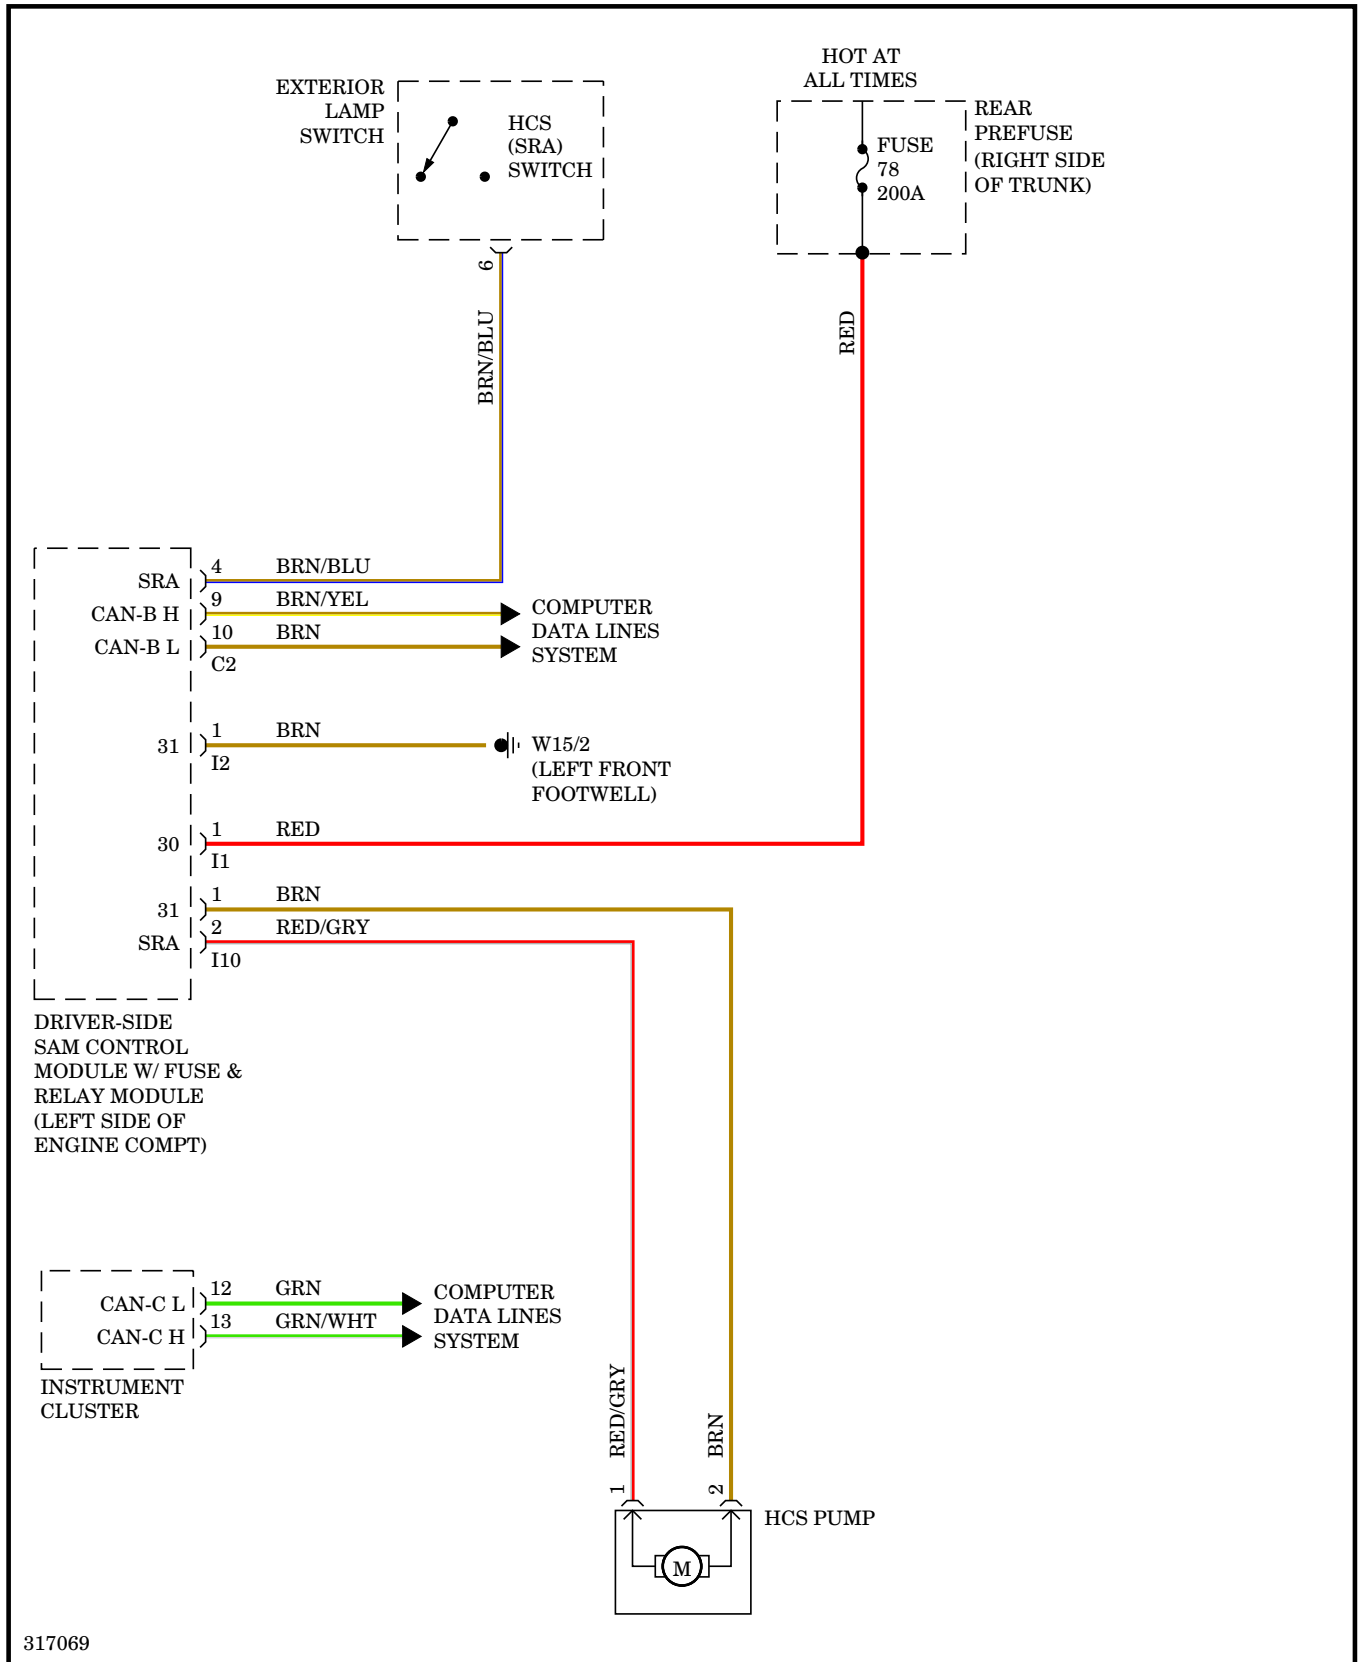 HOT AT
ALL TIMES
EXTERIOR
LAMP
SWITCH
HCS
(SRA)
SWITCH
REAR
PREFUSE
(RIGHT SIDE
OF TRUNK)
FUSE
78
200A
6
BRN/BLU
RED
SRA
4
BRN/BLU
CAN-B H
9
BRN/YEL
CAN-B L
10
BRN
C2
COMPUTER
DATA LINES
SYSTEM
31
1
BRN
I2
W15/2
(LEFT FRONT
FOOTWELL)
30
1
RED
I1
31
1
BRN
SRA
2
RED/GRY
I10
DRIVER-SIDE
SAM CONTROL
MODULE W/ FUSE &
RELAY MODULE
(LEFT SIDE OF
ENGINE COMPT)
CAN-C L
12
GRN
CAN-C H
13
GRN/WHT
COMPUTER
DATA LINES
SYSTEM
INSTRUMENT
CLUSTER
RED/GRY
BRN
1
2
HCS PUMP
M
317069